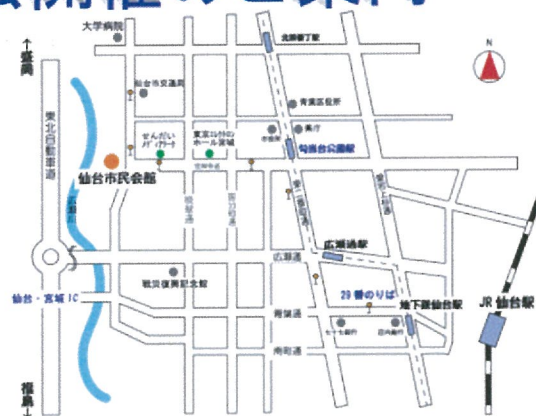 大学病院
北四番丁駅
↑盛岡
N
仙台市交通局
青葉区役所
せんだい
メディアテーク
東京エレクトロン
ホール宮城
市役所
県庁
勾当台公園駅
東北自動車道
仙台市民会館
定禅寺通
広瀬川
晩翠通
国分町通
東二番丁通
愛宕上杉通
広瀬通
広瀬通駅
戦災復興記念館
仙台・宮城 IC
29番のりば
地下鉄仙台駅
JR 仙台駅
青葉通
七十七銀行
荘内銀行
南町通
福島↓